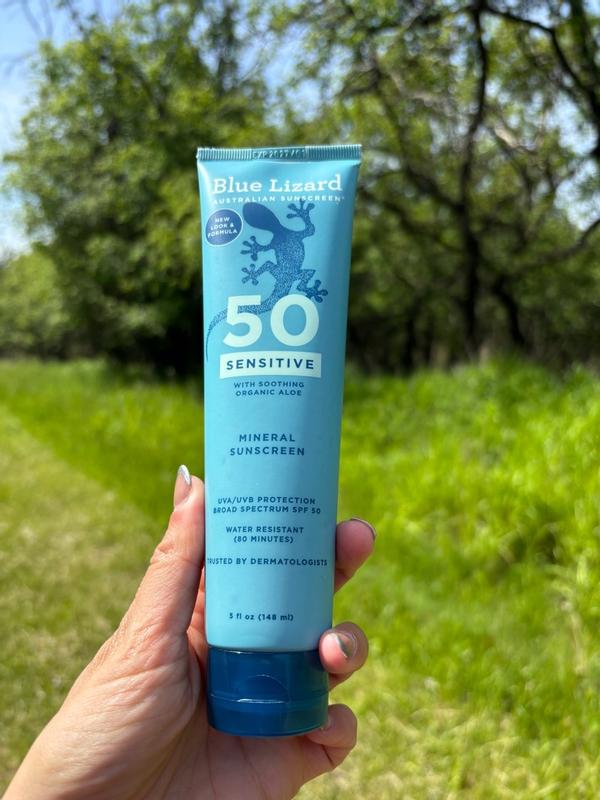 Blue Lizard
AUSTRALIAN SUNSCREEN
NEW
LOOK &
FORMULA
50
SENSITIVE
WITH SOOTHING
ORGANIC ALOE
MINERAL
SUNSCREEN
UVA/UVB PROTECTION
BROAD SPECTRUM SPF 50
WATER RESISTANT
(80 MINUTES)
TRUSTED BY DERMATOLOGISTS
5 fl oz (148 ml)